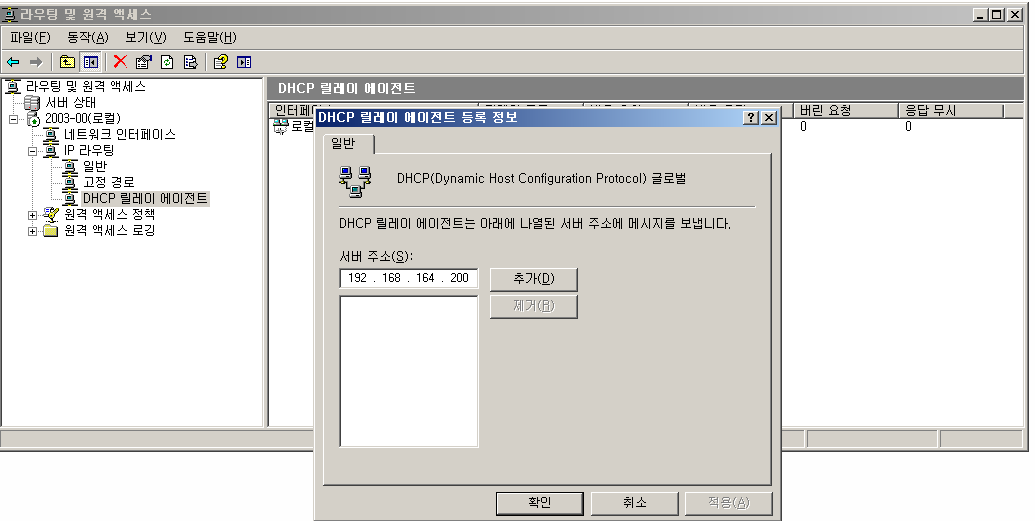 라우팅 및 원격 액세스
파일(F) 동작(A) 보기(V) 도움말(H)
라우팅 및 원격 액세스
서버 상태
2003-00(로컬)
네트워크 인터페이스
IP 라우팅
일반
고정 경로
DHCP 릴레이 에이전트
원격 액세스 정책
원격 액세스 로깅
DHCP 릴레이 에이전트
버린 요청 응답 무시
로컬 0 0
DHCP 릴레이 에이전트 등록 정보
일반
DHCP(Dynamic Host Configuration Protocol) 글로벌
DHCP 릴레이 에이전트는 아래에 나열된 서버 주소에 메시지를 보냅니다.
서버 주소(S):
192 . 168 . 164 . 200 추가(D)
제거(R)
확인 취소 적용(A)